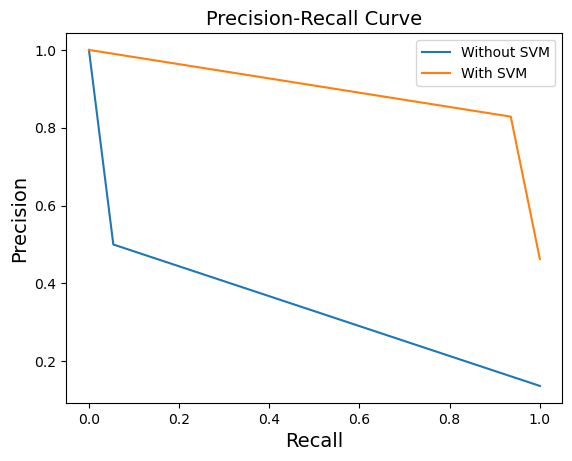 Precision-Recall Curve
Without SVM
With SVM
Precision
1.0
0.8
0.6
0.4
0.2
0.0 0.2 0.4 0.6 0.8 1.0
Recall